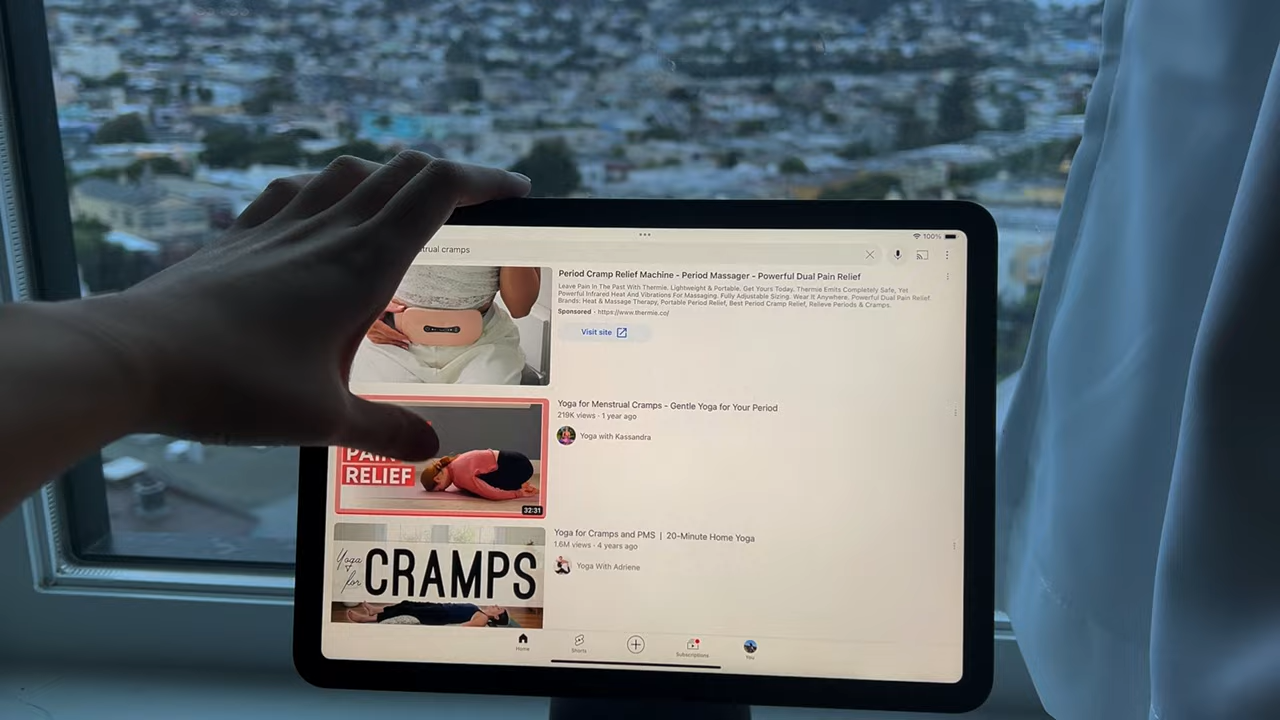 100%
trual cramps
Period Cramp Relief Machine - Period Massager - Powerful Dual Pain Relief
Leave Pain In The Past With Thermie. Lightweight & Portable. Get Yours Today. Thermie Emits Completely Safe, Yet
Powerful Infrared Heat And Vibrations For Massaging. Fully Adjustable Sizing. Wear It Anywhere. Powerful Dual Pain Relief.
Brands: Heat & Massage Therapy, Portable Period Relief, Best Period Cramp Relief, Relieve Periods & Cramps.
Sponsored · https://www.thermie.co/
Visit site
PAIN
RELIEF
32:31
Yoga for Menstrual Cramps - Gentle Yoga for Your Period
219K views · 1 year ago
Yoga with Kassandra
Yoga
for
CRAMPS
Yoga for Cramps and PMS | 20-Minute Home Yoga
1.6M views · 4 years ago
Yoga With Adriene
Home
Shorts
Subscriptions
You